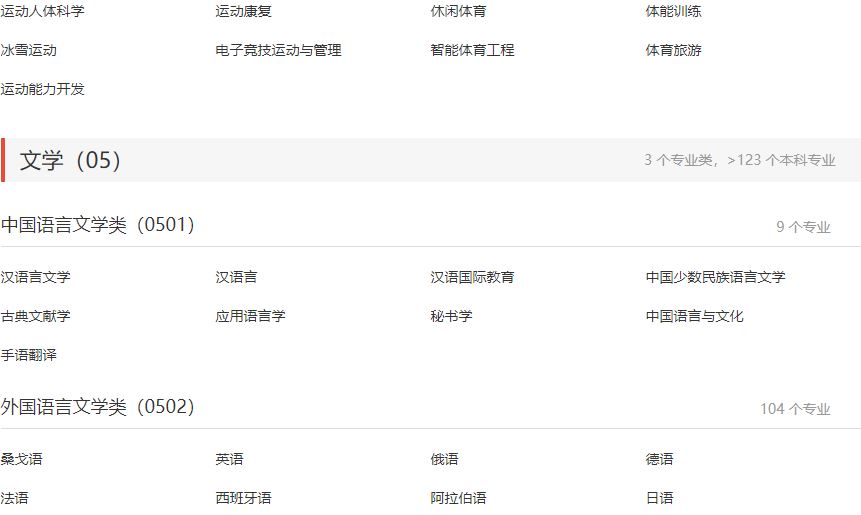 运动人体科学 运动康复 休闲体育 体能训练
冰雪运动 电子竞技运动与管理 智能体育工程 体育旅游
运动能力开发
文学（05） 3 个专业类，>123 个本科专业
中国语言文学类（0501） 9 个专业
汉语言文学 汉语言 汉语国际教育 中国少数民族语言文学
古典文献学 应用语言学 秘书学 中国语言与文化
手语翻译
外国语言文学类（0502） 104 个专业
桑戈语 英语 俄语 德语
法语 西班牙语 阿拉伯语 日语